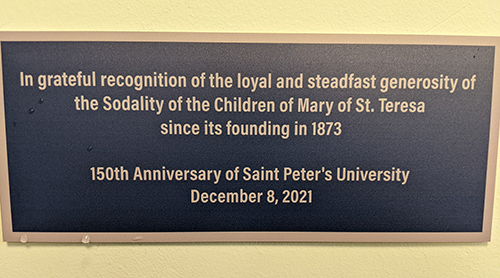 In grateful recognition of the loyal and steadfast generosity of
the Sodality of the Children of Mary of St. Teresa
since its founding in 1873
150th Anniversary of Saint Peter's University
December 8, 2021